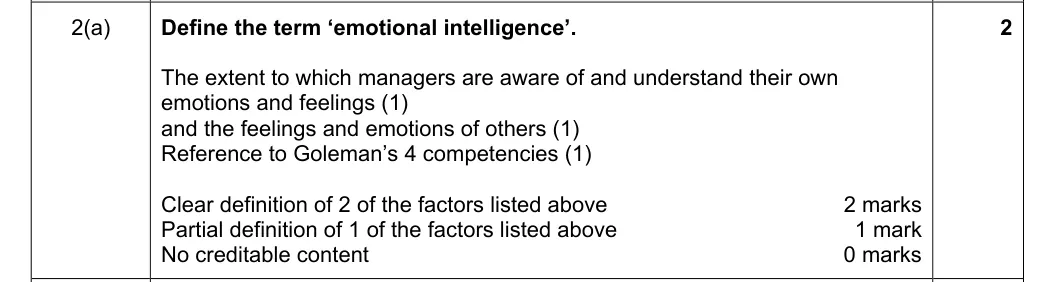 2(a) Define the term ‘emotional intelligence’. 2
The extent to which managers are aware of and understand their own
emotions and feelings (1)
and the feelings and emotions of others (1)
Reference to Goleman’s 4 competencies (1)
Clear definition of 2 of the factors listed above 2 marks
Partial definition of 1 of the factors listed above 1 mark
No creditable content 0 marks